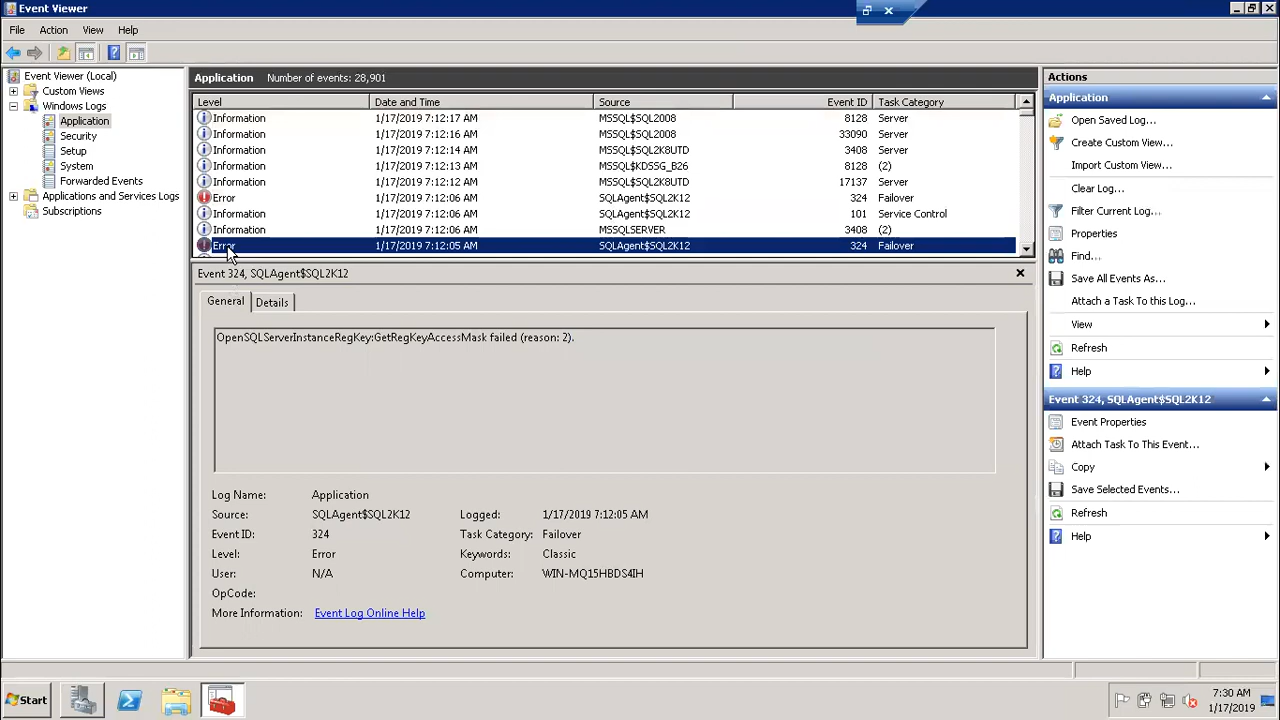 Event Viewer
File Action View Help
Event Viewer (Local)
Custom Views
Windows Logs
Application
Security
Setup
System
Forwarded Events
Applications and Services Logs
Subscriptions
Application Number of events: 28,901
Level Date and Time Source Event ID Task Category
Information 1/17/2019 7:12:17 AM MSSQL$SQL2008 8128 Server
Information 1/17/2019 7:12:16 AM MSSQL$SQL2008 33090 Server
Information 1/17/2019 7:12:14 AM MSSQL$SQL2K8UTD 3408 Server
Information 1/17/2019 7:12:13 AM MSSQL$KDSSG_B26 8128 (2)
Information 1/17/2019 7:12:12 AM MSSQL$SQL2K8UTD 17137 Server
Error 1/17/2019 7:12:06 AM SQLAgent$SQL2K12 324 Failover
Information 1/17/2019 7:12:06 AM SQLAgent$SQL2K12 101 Service Control
Information 1/17/2019 7:12:06 AM MSSQLSERVER 3408 (2)
Error 1/17/2019 7:12:05 AM SQLAgent$SQL2K12 324 Failover
Event 324, SQLAgent$SQL2K12
General Details
OpenSQLServerInstanceRegKey:GetRegKeyAccessMask failed (reason: 2).
Log Name: Application
Source: SQLAgent$SQL2K12 Logged: 1/17/2019 7:12:05 AM
Event ID: 324 Task Category: Failover
Level: Error Keywords: Classic
User: N/A Computer: WIN-MQ15HBDS4IH
OpCode:
More Information: Event Log Online Help
Actions
Application
Open Saved Log...
Create Custom View...
Import Custom View...
Clear Log...
Filter Current Log...
Properties
Find...
Save All Events As...
Attach a Task To this Log...
View
Refresh
Help
Event 324, SQLAgent$SQL2K12
Event Properties
Attach Task To This Event...
Copy
Save Selected Events...
Refresh
Help
Start
7:30 AM
1/17/2019